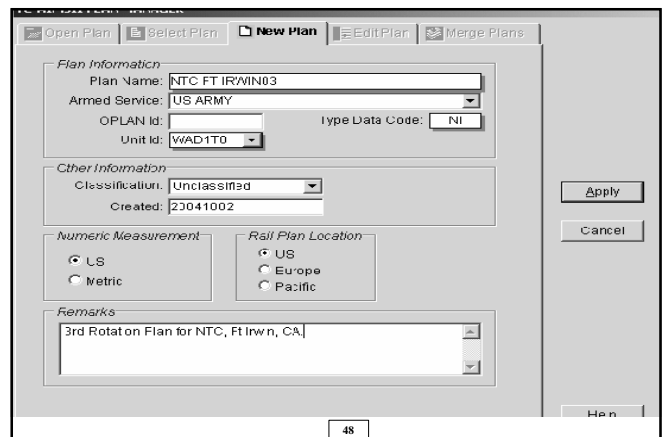 PLAN MANAGER
Open Plan Select Plan New Plan Edit Plan Merge Plans
Plan Information
Plan Name: NTC FT IRWIN03
Armed Service: US ARMY
OPLAN Id: Type Data Code: NI
Unit Id: WAD1T0
Other Information
Classification: Unclassified
Created: 20041002
Apply
Cancel
Numeric Measurement
US
Metric
Rail Plan Location
US
Europe
Pacific
Remarks
3rd Rotation Plan for NTC, Ft Irwin, CA.
Help
48